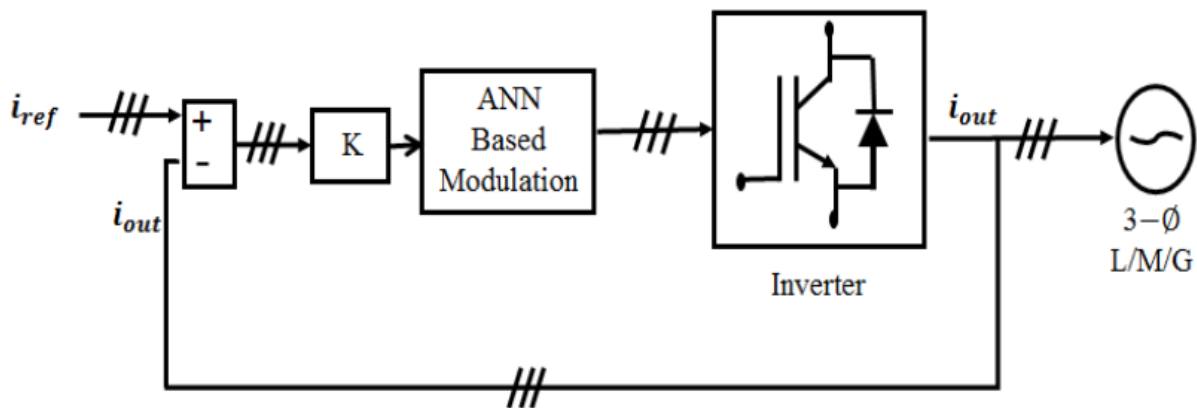 i_ref
+
-
i_out
K
ANN
Based
Modulation
Inverter
i_out
3–Ø
L/M/G